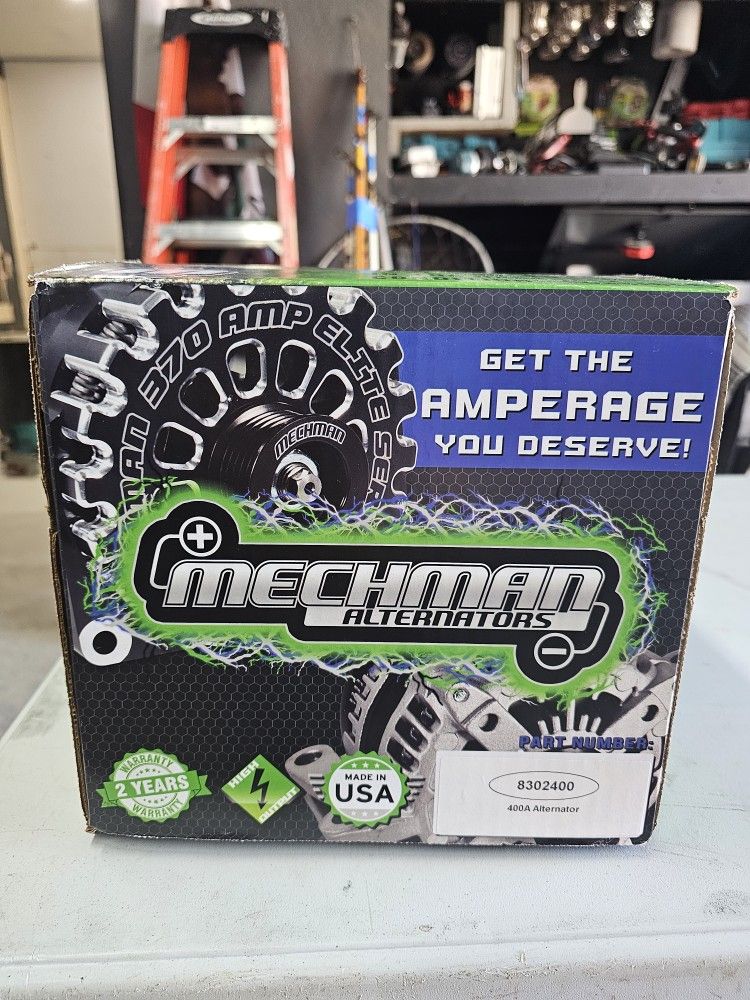 MECHMAN 370 AMP ELITE SER
MECHMAN
GET THE
AMPERAGE
YOU DESERVE!
+
MECHMAN
ALTERNATORS
-
WARRANTY
2 YEARS
WARRANTY
HIGH
OUTPUT
MADE IN
USA
PART NUMBER:
8302400
400A Alternator